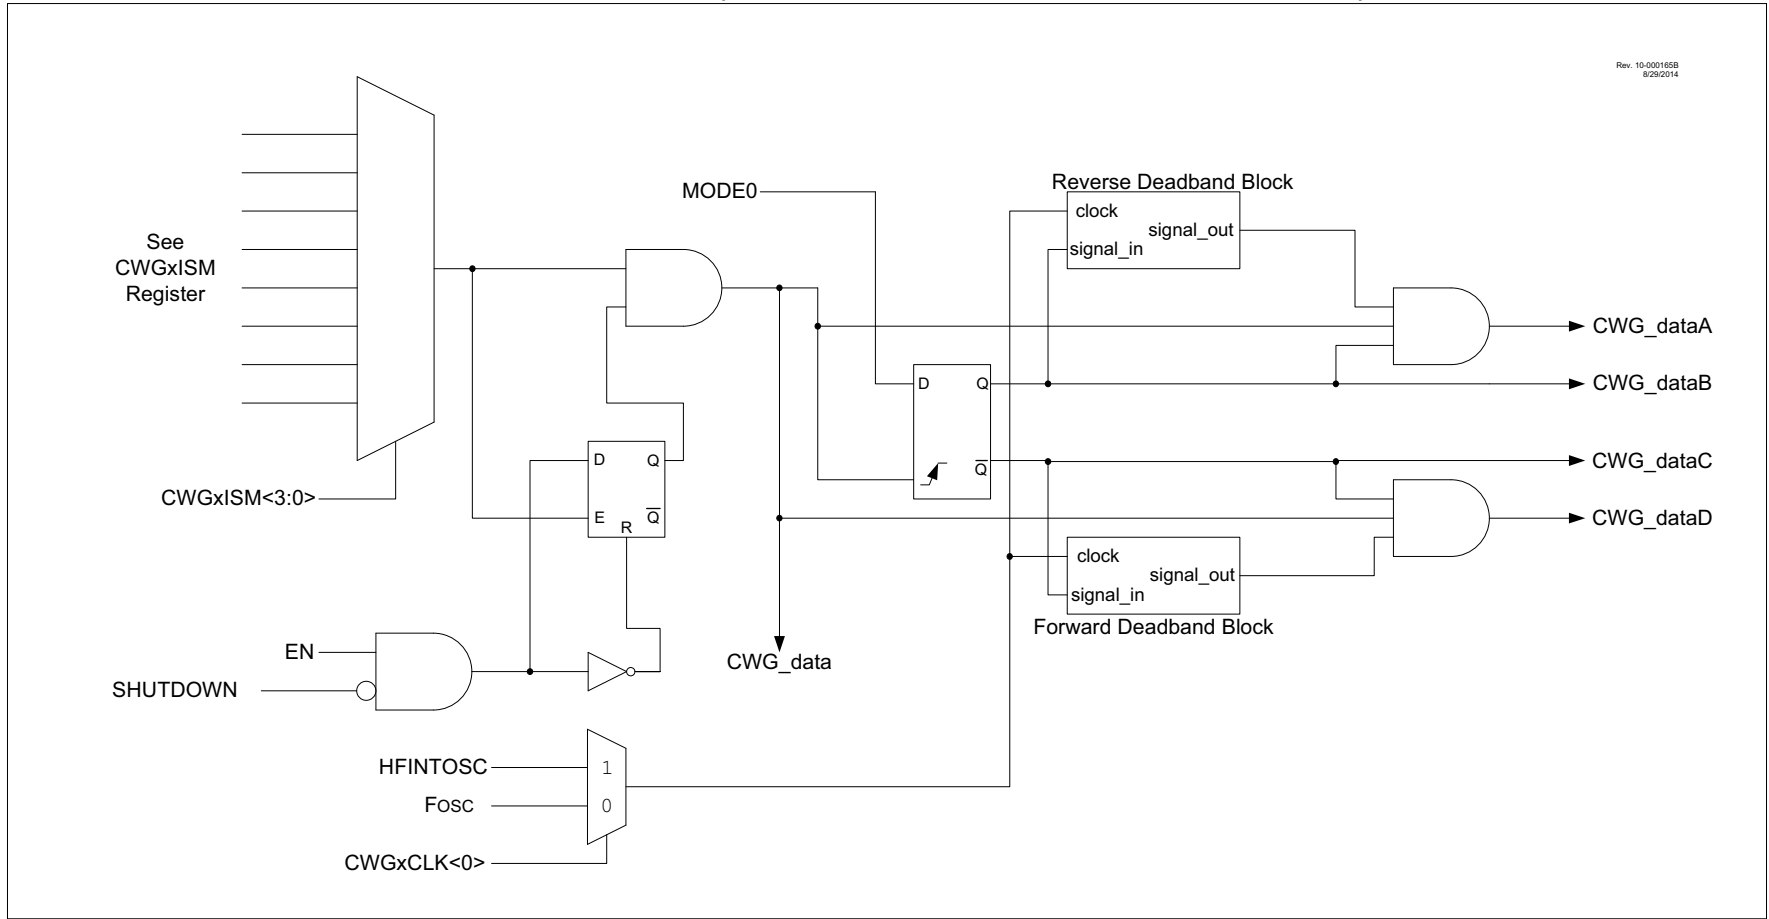 Rev. 10-000165B
8/29/2014
See
CWGxISM
Register
CWGxISM<3:0>
MODE0
Reverse Deadband Block
clock
signal_in
signal_out
D
Q
Q
CWG_dataA
CWG_dataB
CWG_dataC
CWG_dataD
D
Q
E
R
Q
clock
signal_in
signal_out
Forward Deadband Block
EN
SHUTDOWN
CWG_data
HFINTOSC
1
FOSC
0
CWGxCLK<0>